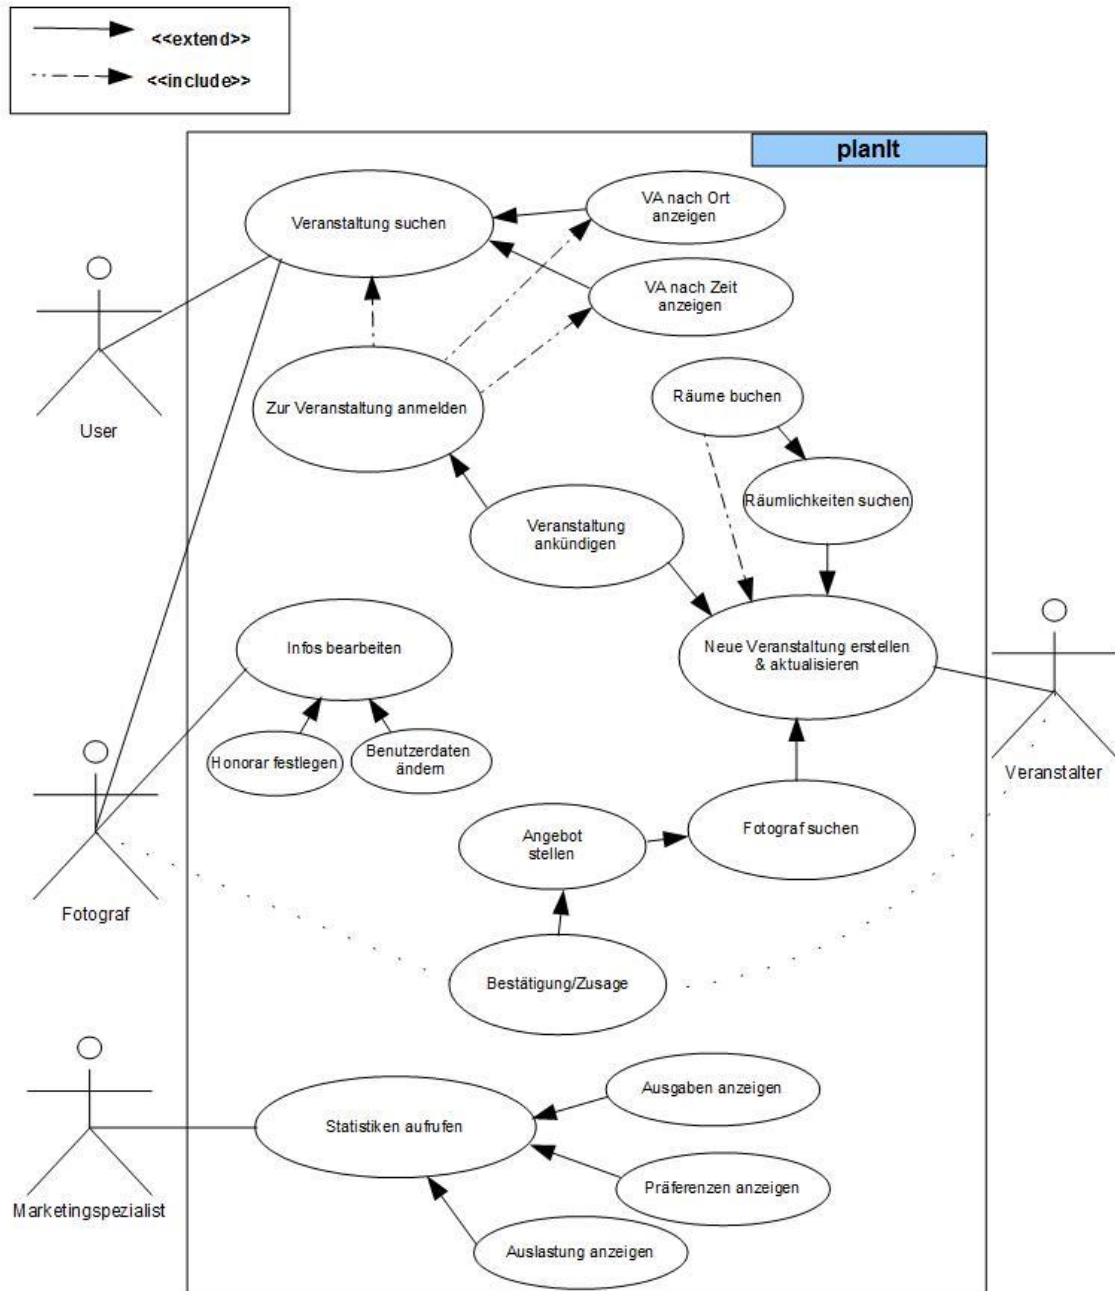 <<extend>>
<<include>>
planIt
Veranstaltung suchen
VA nach Ort
anzeigen
VA nach Zeit
anzeigen
User
Zur Veranstaltung anmelden
Räume buchen
Räumlichkeiten suchen
Veranstaltung
ankündigen
Infos bearbeiten
Neue Veranstaltung erstellen
& aktualisieren
Honorar festlegen
Benutzerdaten
ändern
Veranstalter
Angebot
stellen
Fotograf suchen
Fotograf
Bestätigung/Zusage
Ausgaben anzeigen
Statistiken aufrufen
Präferenzen anzeigen
Marketingspezialist
Auslastung anzeigen